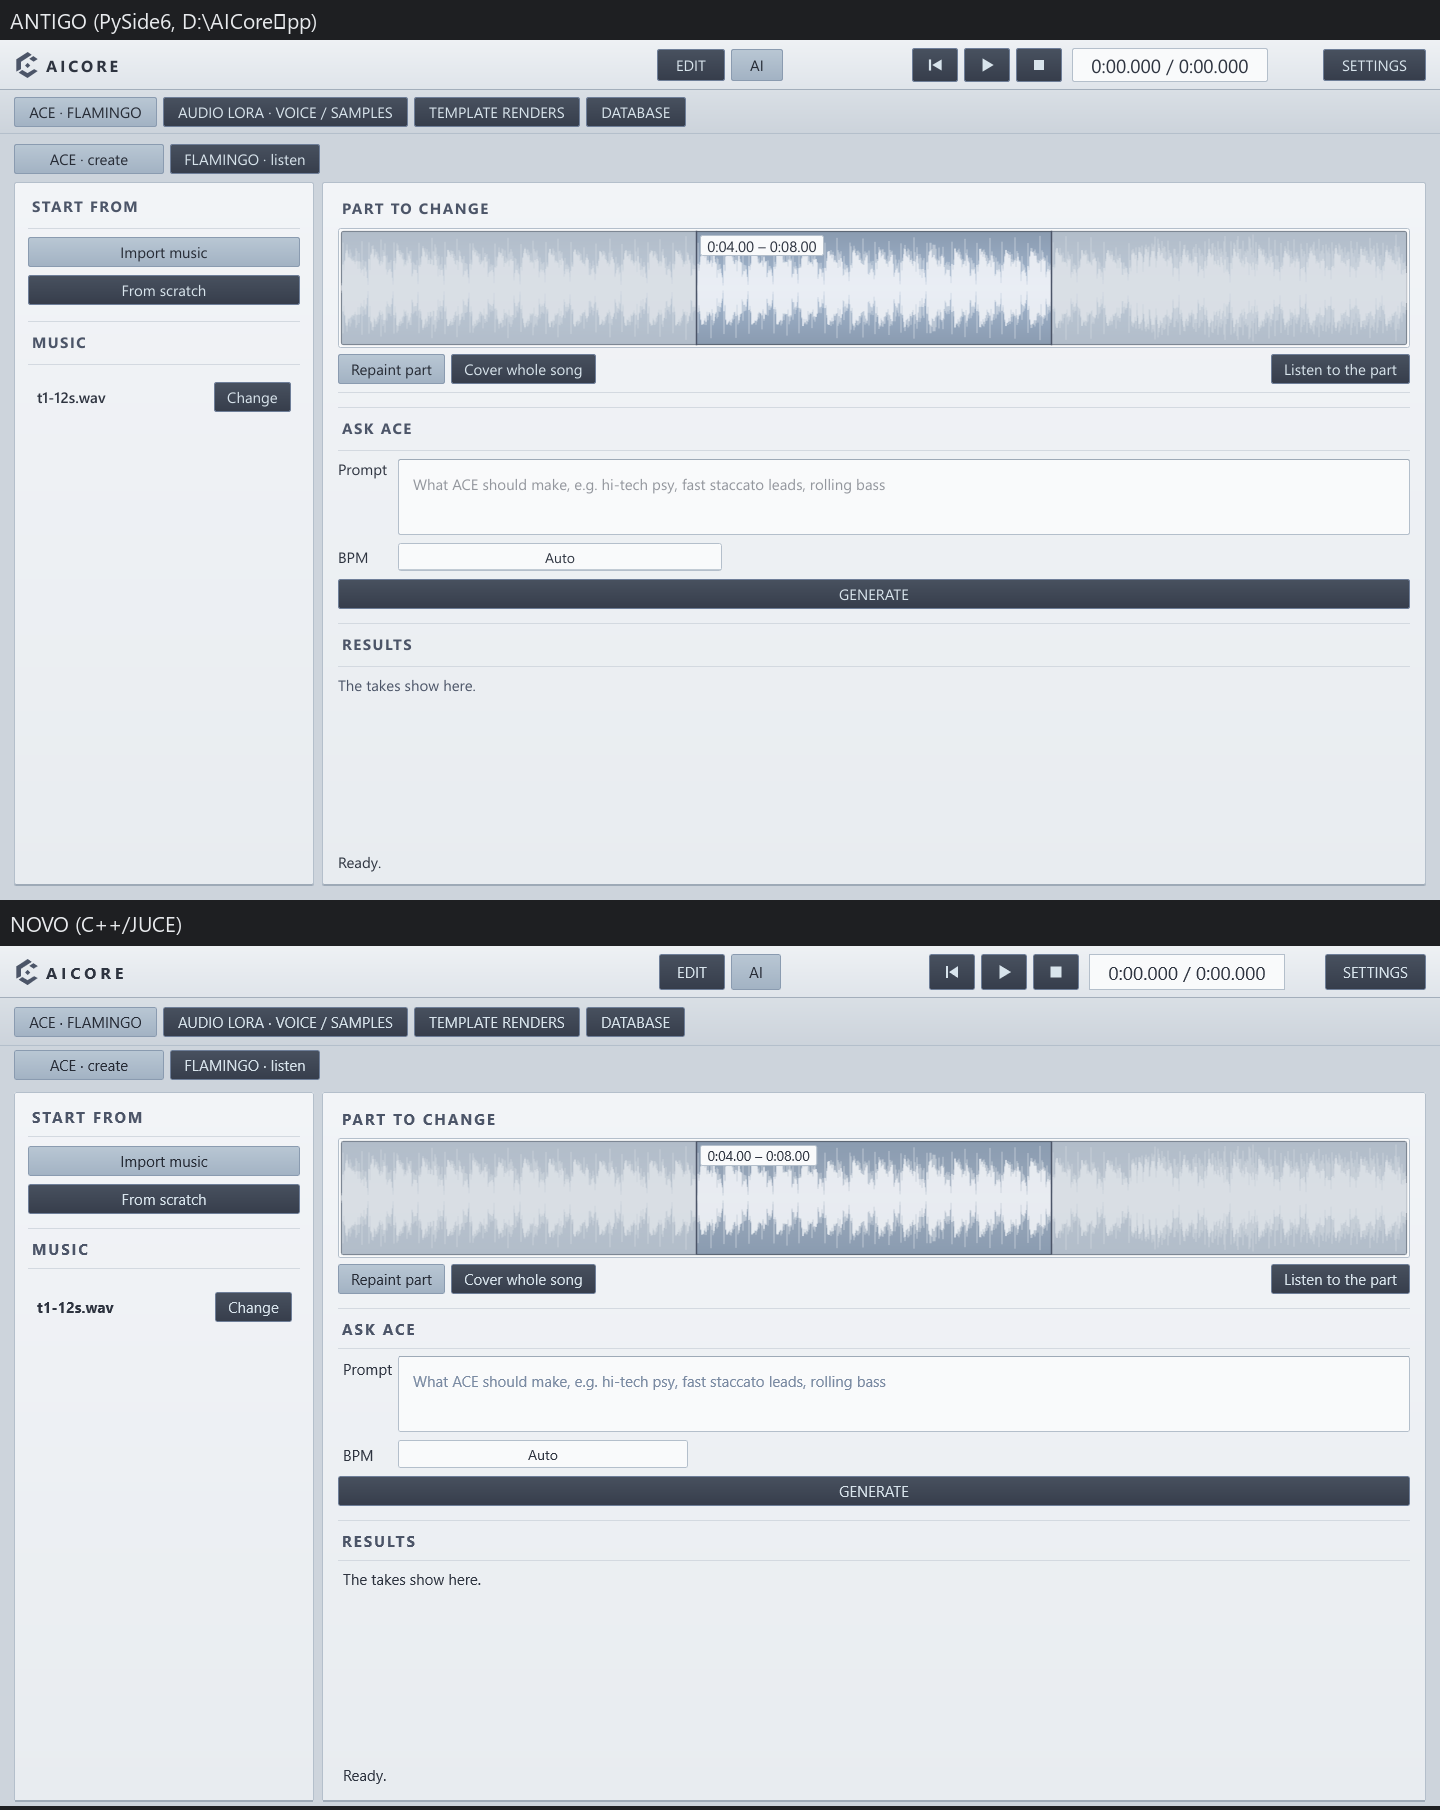 ANTIGO (PySide6, D:\AICore▯pp)
AICORE EDIT AI 0:00.000 / 0:00.000 SETTINGS
ACE · FLAMINGO AUDIO LORA · VOICE / SAMPLES TEMPLATE RENDERS DATABASE
ACE · create FLAMINGO · listen
START FROM
Import music
From scratch
MUSIC
t1-12s.wav Change
PART TO CHANGE
0:04.00 – 0:08.00
Repaint part Cover whole song Listen to the part
ASK ACE
Prompt What ACE should make, e.g. hi-tech psy, fast staccato leads, rolling bass
BPM Auto
GENERATE
RESULTS
The takes show here.
Ready.
NOVO (C++/JUCE)
AICORE EDIT AI 0:00.000 / 0:00.000 SETTINGS
ACE · FLAMINGO AUDIO LORA · VOICE / SAMPLES TEMPLATE RENDERS DATABASE
ACE · create FLAMINGO · listen
START FROM
Import music
From scratch
MUSIC
t1-12s.wav Change
PART TO CHANGE
0:04.00 – 0:08.00
Repaint part Cover whole song Listen to the part
ASK ACE
Prompt What ACE should make, e.g. hi-tech psy, fast staccato leads, rolling bass
BPM Auto
GENERATE
RESULTS
The takes show here.
Ready.